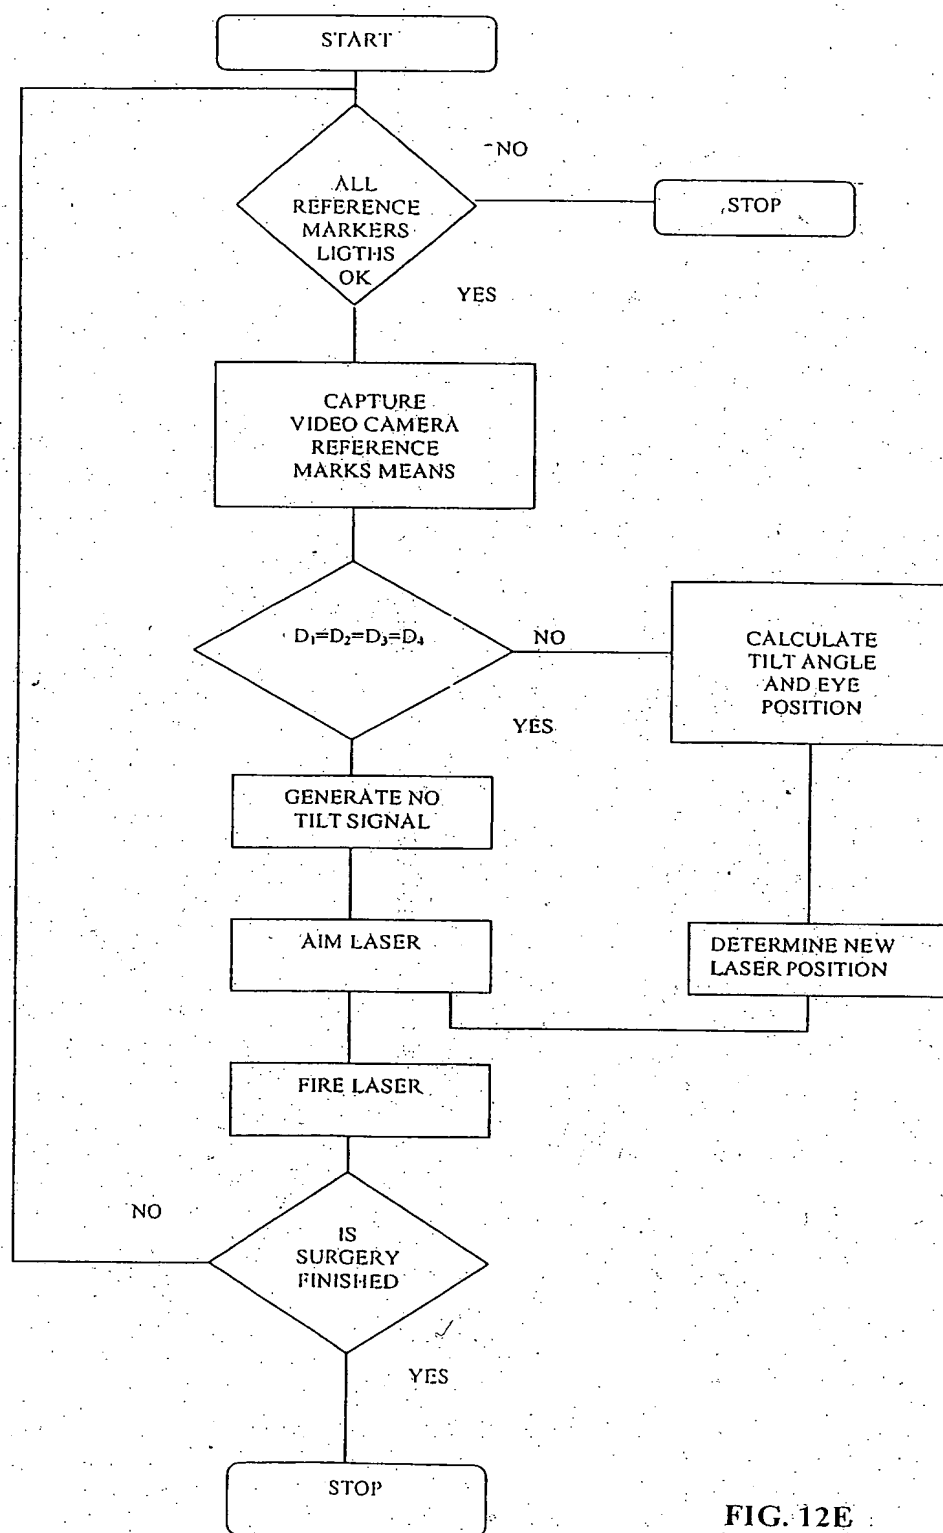 START
NO
ALL
REFERENCE
MARKERS
LIGTHS
OK
STOP
YES
CAPTURE
VIDEO CAMERA
REFERENCE
MARKS MEANS
D₁=D₂=D₃=D₄
NO
CALCULATE
TILT ANGLE
AND EYE
POSITION
YES
GENERATE NO
TILT SIGNAL
AIM LASER
DETERMINE NEW
LASER POSITION
FIRE LASER
NO
IS
SURGERY
FINISHED
YES
STOP
FIG. 12E